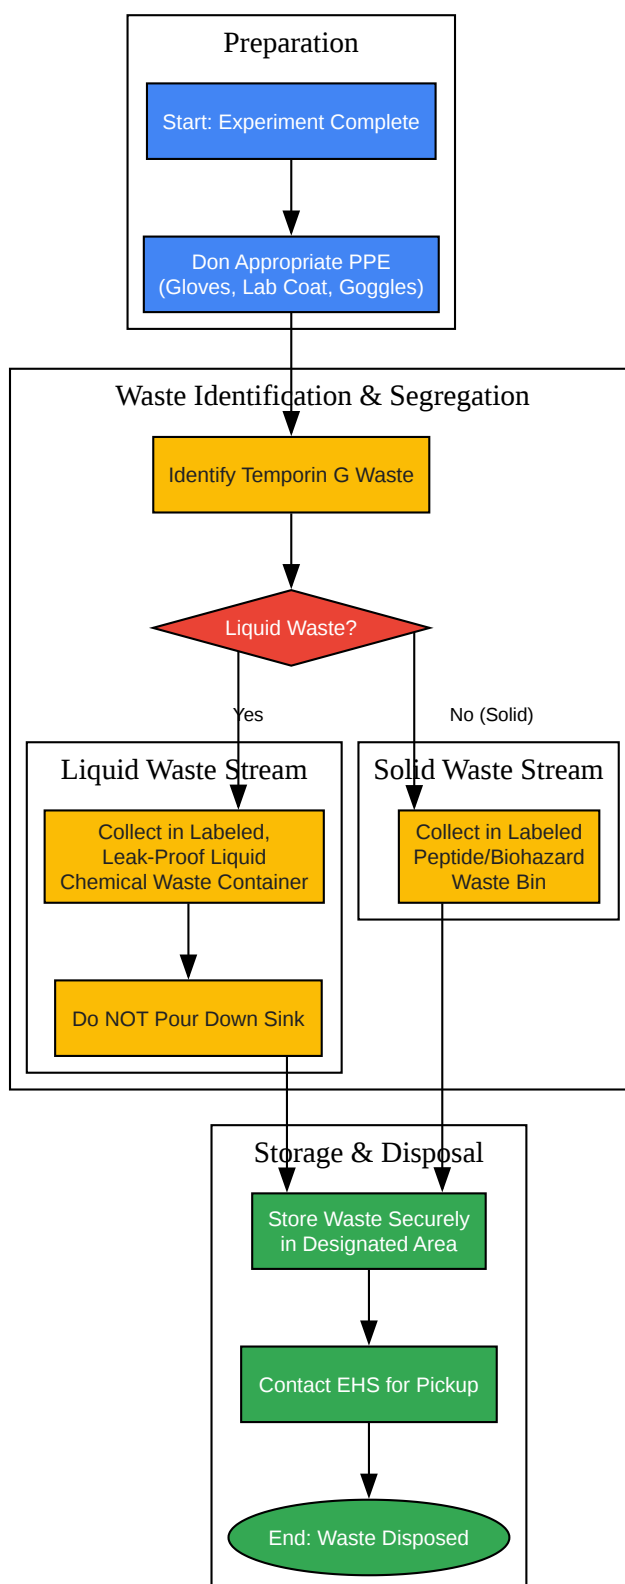 Preparation
Start: Experiment Complete
Don Appropriate PPE
(Gloves, Lab Coat, Goggles)
Waste Identification & Segregation
Identify Temporin G Waste
Liquid Waste?
Yes
No (Solid)
Liquid Waste Stream
Collect in Labeled,
Leak-Proof Liquid
Chemical Waste Container
Do NOT Pour Down Sink
Solid Waste Stream
Collect in Labeled
Peptide/Biohazard
Waste Bin
Storage & Disposal
Store Waste Securely
in Designated Area
Contact EHS for Pickup
End: Waste Disposed